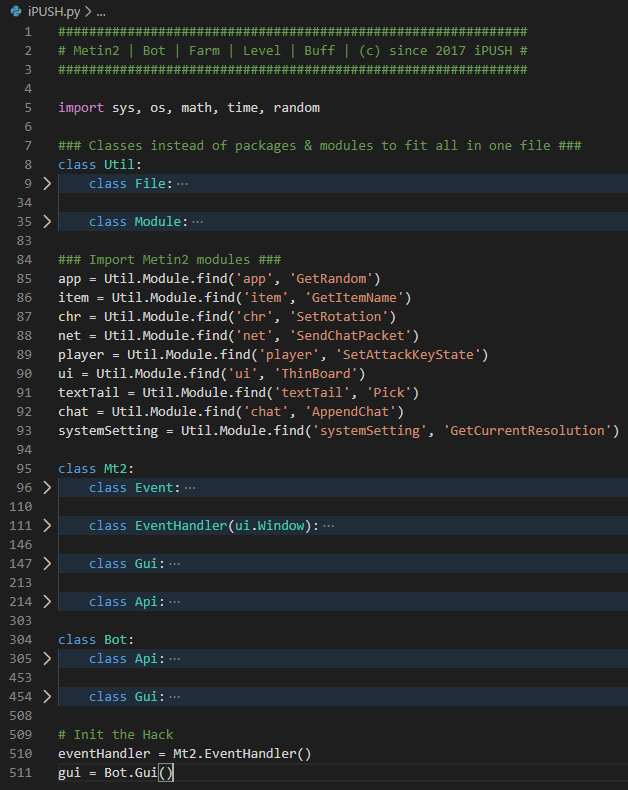 iPUSH.py > ...
1 #############################################################
2 # Metin2 | Bot | Farm | Level | Buff | (c) since 2017 iPUSH #
3 #############################################################
4
5 import sys, os, math, time, random
6
7 ### Classes instead of packages & modules to fit all in one file ###
8 class Util:
9 > class File:...
34
35 > class Module:...
83
84 ### Import Metin2 modules ###
85 app = Util.Module.find('app', 'GetRandom')
86 item = Util.Module.find('item', 'GetItemName')
87 chr = Util.Module.find('chr', 'SetRotation')
88 net = Util.Module.find('net', 'SendChatPacket')
89 player = Util.Module.find('player', 'SetAttackKeyState')
90 ui = Util.Module.find('ui', 'ThinBoard')
91 textTail = Util.Module.find('textTail', 'Pick')
92 chat = Util.Module.find('chat', 'AppendChat')
93 systemSetting = Util.Module.find('systemSetting', 'GetCurrentResolution')
94
95 class Mt2:
96 > class Event:...
110
111 > class EventHandler(ui.Window):...
146
147 > class Gui:...
213
214 > class Api:...
303
304 class Bot:
305 > class Api:...
453
454 > class Gui:...
508
509 # Init the Hack
510 eventHandler = Mt2.EventHandler()
511 gui = Bot.Gui()